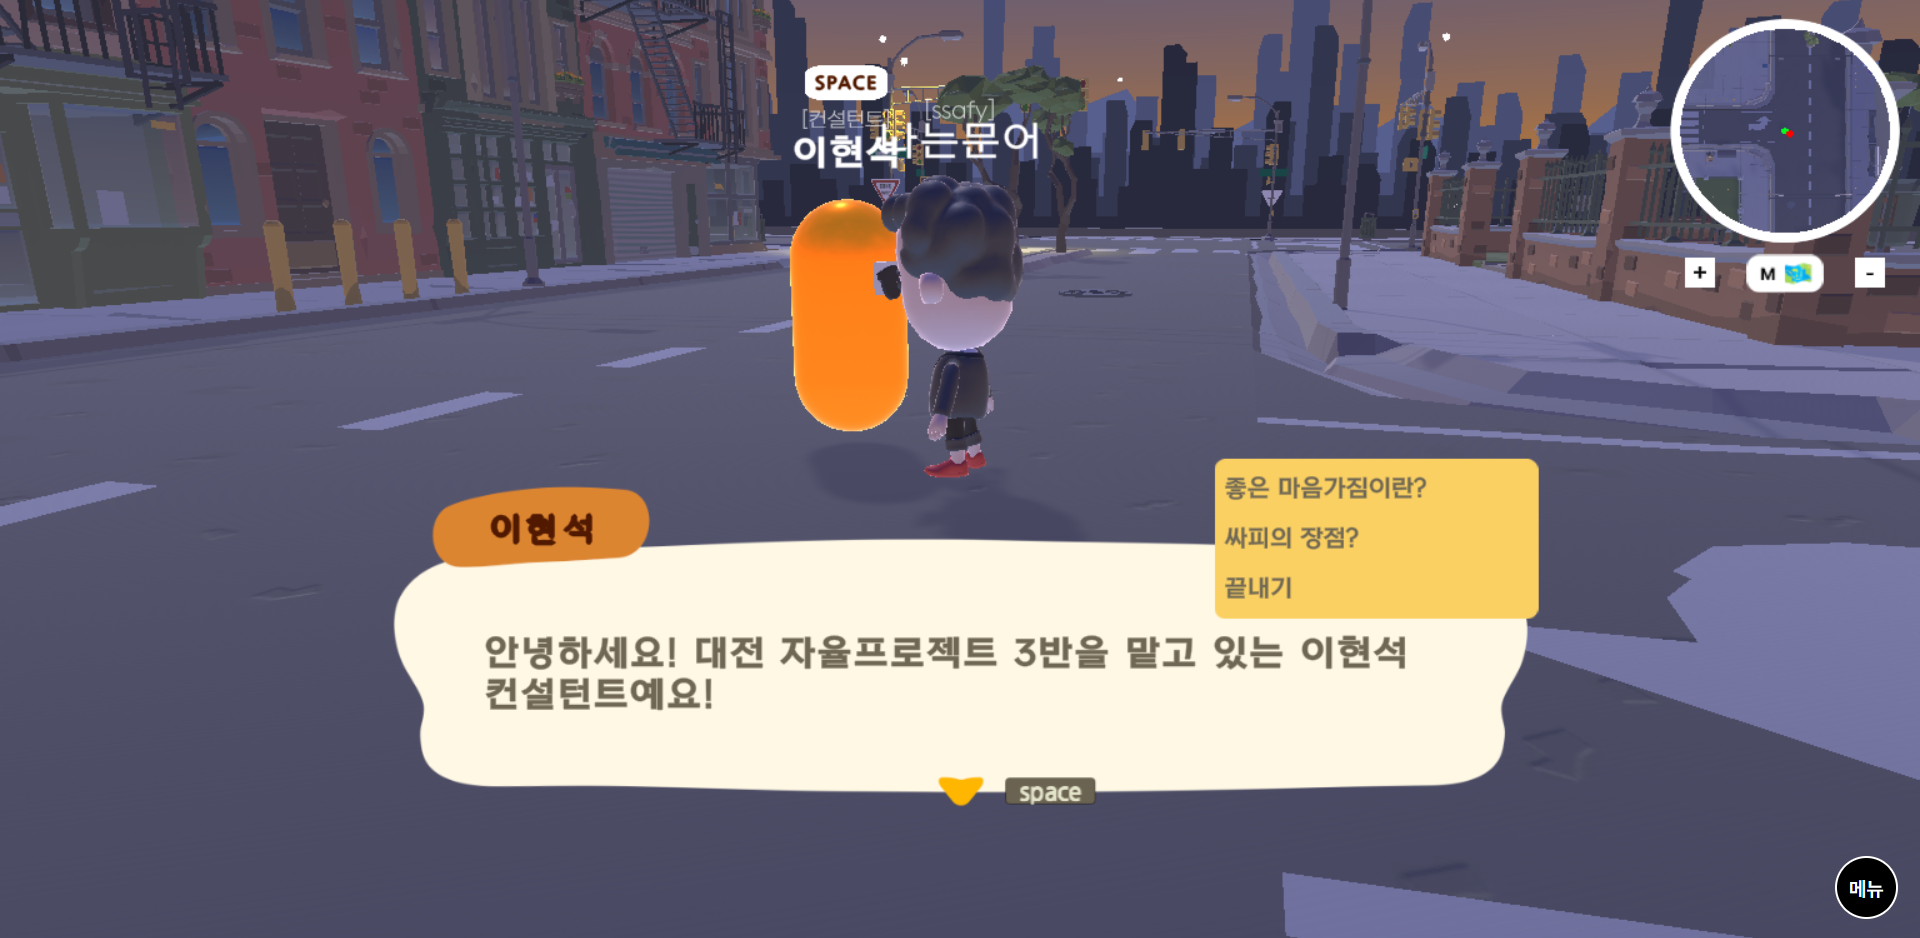 SPACE
[컨설턴트]
[ssafy]
이현석
는문어
M
+
-
이현석
좋은 마음가짐이란?
싸피의 장점?
끝내기
안녕하세요! 대전 자율프로젝트 3반을 맡고 있는 이현석
컨설턴트예요!
space
메뉴